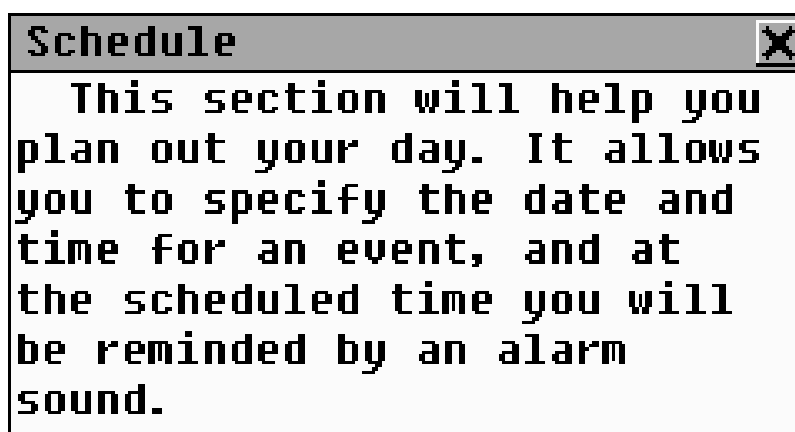 Schedule
This section will help you
plan out your day. It allows
you to specify the date and
time for an event, and at
the scheduled time you will
be reminded by an alarm
sound.